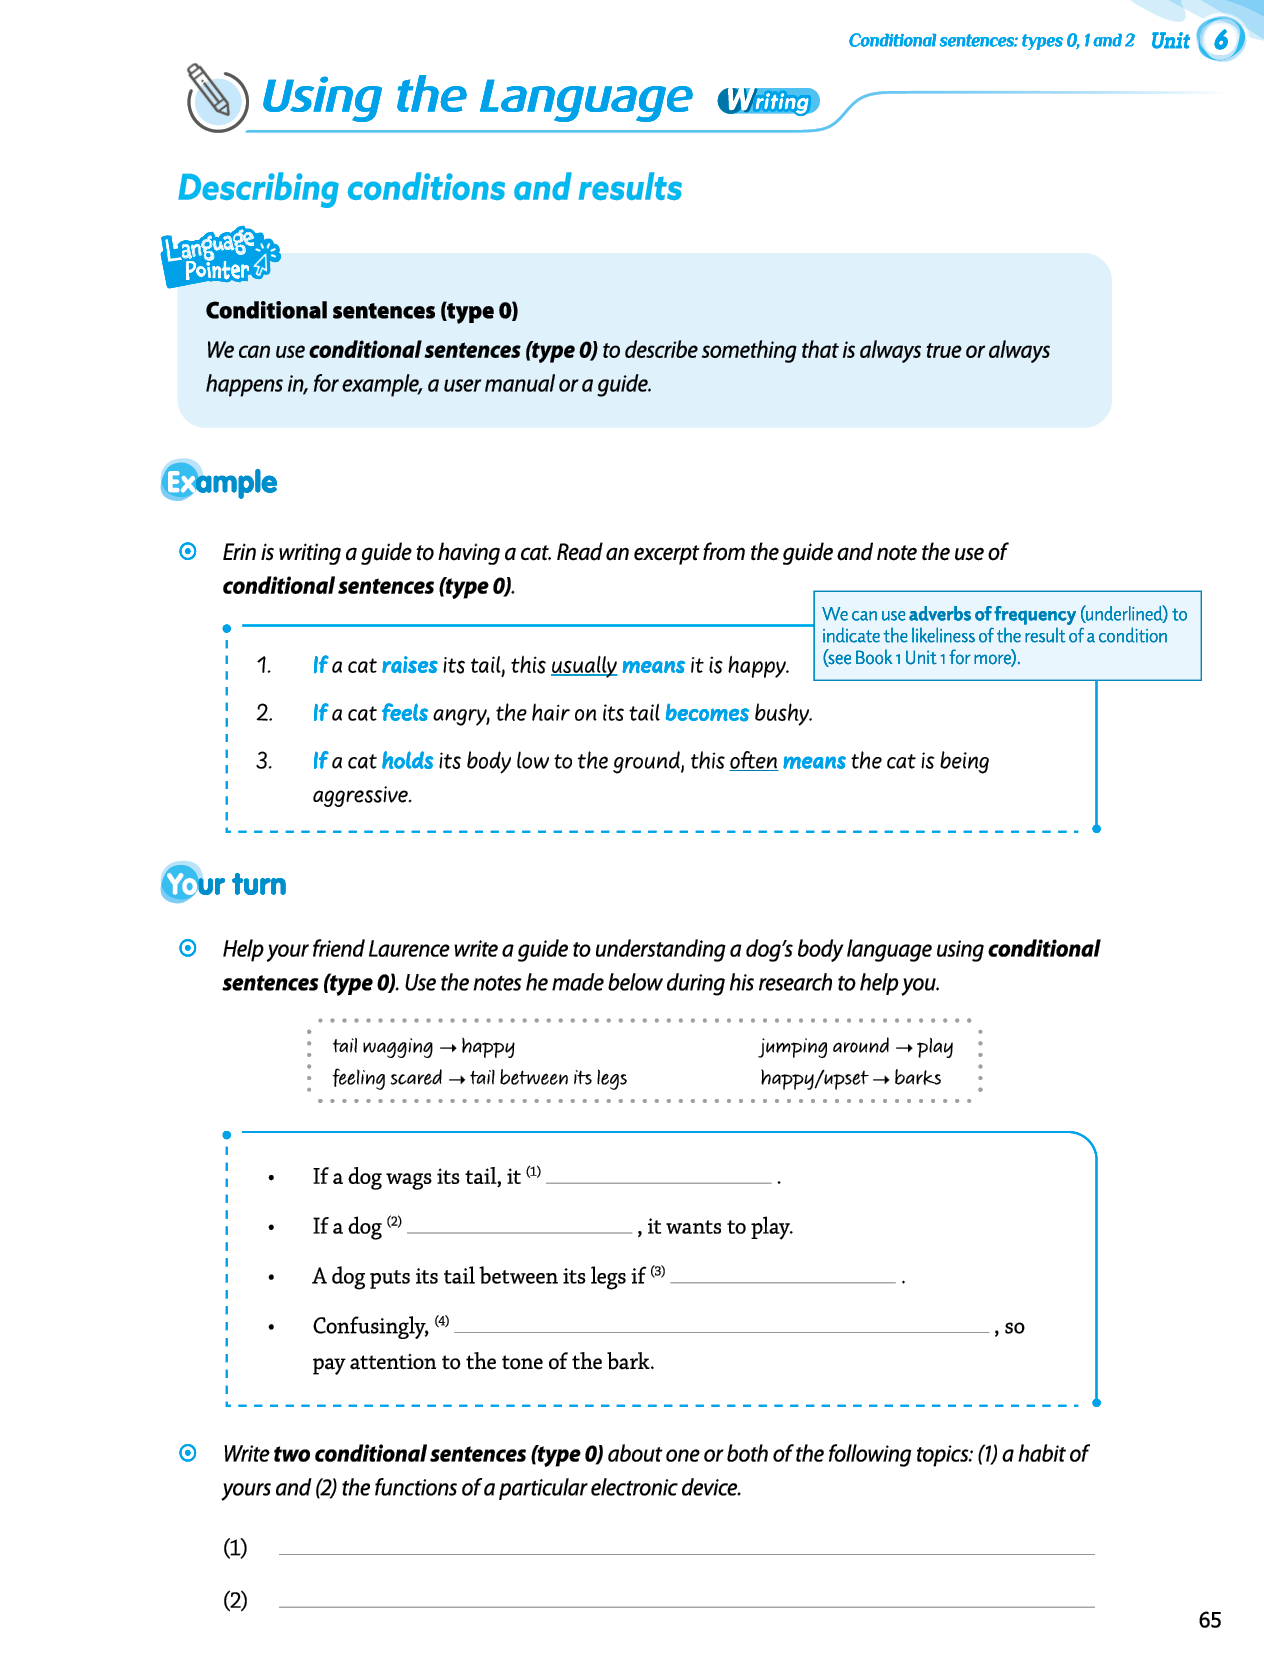 Conditional sentences: types 0, 1 and 2 Unit 6
Using the Language Writing
Describing conditions and results
Language
Pointer
Conditional sentences (type 0)
We can use conditional sentences (type 0) to describe something that is always true or always
happens in, for example, a user manual or a guide.
Example
Erin is writing a guide to having a cat. Read an excerpt from the guide and note the use of
conditional sentences (type 0).
We can use adverbs of frequency (underlined) to
indicate the likeliness of the result of a condition
(see Book 1 Unit 1 for more).
1. If a cat raises its tail, this usually means it is happy.
2. If a cat feels angry, the hair on its tail becomes bushy.
3. If a cat holds its body low to the ground, this often means the cat is being
aggressive.
Your turn
Help your friend Laurence write a guide to understanding a dog's body language using conditional
sentences (type 0). Use the notes he made below during his research to help you.
tail wagging → happy jumping around → play
feeling scared → tail between its legs happy/upset → barks
• If a dog wags its tail, it (1) ____________________ .
• If a dog (2) ____________________ , it wants to play.
• A dog puts its tail between its legs if (3) ____________________ .
• Confusingly, (4) ________________________________________ , so
pay attention to the tone of the bark.
Write two conditional sentences (type 0) about one or both of the following topics: (1) a habit of
yours and (2) the functions of a particular electronic device.
(1) ____________________________________________________________
(2) ____________________________________________________________
65